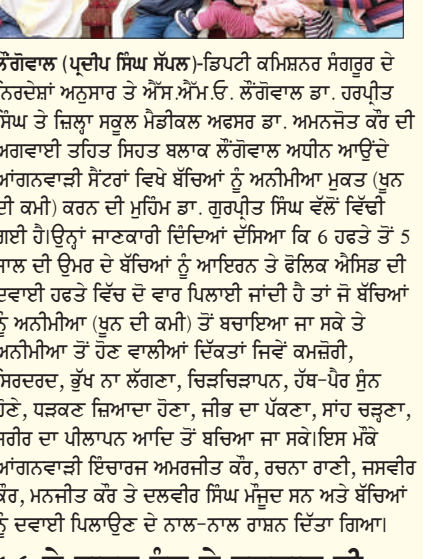 ਲੌਂਗੋਵਾਲ (ਪ੍ਰਦੀਪ ਸਿੰਘ ਸੱਪਲ)-ਡਿਪਟੀ ਕਮਿਸ਼ਨਰ ਸੰਗਰੂਰ ਦੇ
ਨਿਰਦੇਸ਼ਾਂ ਅਨੁਸਾਰ ਤੇ ਐੱਸ.ਐੱਮ.ਓ. ਲੌਂਗੋਵਾਲ ਡਾ. ਹਰਪ੍ਰੀਤ
ਸਿੰਘ ਤੇ ਜ਼ਿਲ੍ਹਾ ਸਕੂਲ ਮੈਡੀਕਲ ਅਫਸਰ ਡਾ. ਅਮਨਜੋਤ ਕੌਰ ਦੀ
ਅਗਵਾਈ ਤਹਿਤ ਸਿਹਤ ਬਲਾਕ ਲੌਂਗੋਵਾਲ ਅਧੀਨ ਆਉਂਦੇ
ਆਂਗਨਵਾੜੀ ਸੈਂਟਰਾਂ ਵਿਖੇ ਬੱਚਿਆਂ ਨੂੰ ਅਨੀਮੀਆ ਮੁਕਤ (ਖੂਨ
ਦੀ ਕਮੀ) ਕਰਨ ਦੀ ਮੁਹਿੰਮ ਡਾ. ਗੁਰਪ੍ਰੀਤ ਸਿੰਘ ਵੱਲੋਂ ਵਿੱਢੀ
ਗਈ ਹੈ।ਉਨ੍ਹਾਂ ਜਾਣਕਾਰੀ ਦਿੰਦਿਆਂ ਦੱਸਿਆ ਕਿ 6 ਹਫਤੇ ਤੋਂ 5
ਸਾਲ ਦੀ ਉਮਰ ਦੇ ਬੱਚਿਆਂ ਨੂੰ ਆਇਰਨ ਤੇ ਫੋਲਿਕ ਐਸਿਡ ਦੀ
ਦਵਾਈ ਹਫਤੇ ਵਿੱਚ ਦੋ ਵਾਰ ਪਿਲਾਈ ਜਾਂਦੀ ਹੈ ਤਾਂ ਜੋ ਬੱਚਿਆਂ
ਨੂੰ ਅਨੀਮੀਆ (ਖੂਨ ਦੀ ਕਮੀ) ਤੋਂ ਬਚਾਇਆ ਜਾ ਸਕੇ ਤੇ
ਅਨੀਮੀਆ ਤੋਂ ਹੋਣ ਵਾਲੀਆਂ ਦਿੱਕਤਾਂ ਜਿਵੇਂ ਕਮਜ਼ੋਰੀ,
ਸਿਰਦਰਦ, ਭੁੱਖ ਨਾ ਲੱਗਣਾ, ਚਿੜਚਿੜਾਪਨ, ਹੱਥ-ਪੈਰ ਸੁੰਨ
ਹੋਣੇ, ਧੜਕਣ ਜ਼ਿਆਦਾ ਹੋਣਾ, ਜੀਭ ਦਾ ਪੱਕਣਾ, ਸਾਂਹ ਚੜ੍ਹਣਾ,
ਸਰੀਰ ਦਾ ਪੀਲਾਪਨ ਆਦਿ ਤੋਂ ਬਚਿਆ ਜਾ ਸਕੇ।ਇਸ ਮੌਕੇ
ਆਂਗਨਵਾੜੀ ਇੰਚਾਰਜ ਅਮਰਜੀਤ ਕੌਰ, ਰਚਨਾ ਰਾਣੀ, ਜਸਵੀਰ
ਕੌਰ, ਮਨਜੀਤ ਕੌਰ ਤੇ ਦਲਵੀਰ ਸਿੰਘ ਮੌਜੂਦ ਸਨ ਅਤੇ ਬੱਚਿਆਂ
ਨੂੰ ਦਵਾਈ ਪਿਲਾਉਣ ਦੇ ਨਾਲ-ਨਾਲ ਰਾਸ਼ਨ ਦਿੱਤਾ ਗਿਆ।